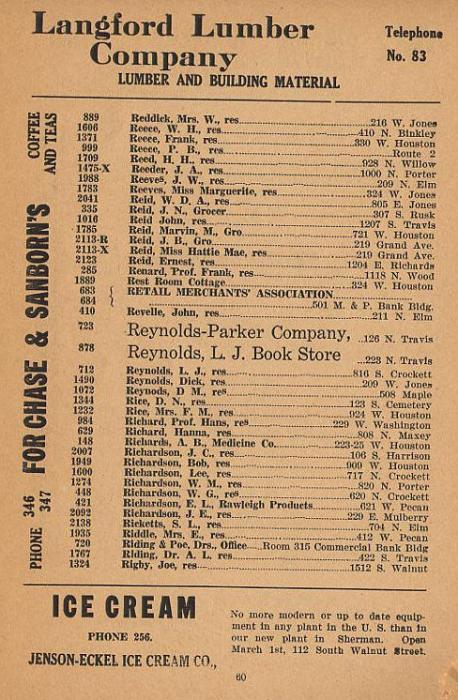 Langford Lumber
Company
Telephone
No. 83
LUMBER AND BUILDING MATERIAL
COFFEE
AND TEAS
FOR CHASE & SANBORN'S
PHONE 346
347
889 Reddick, Mrs. W., res. 216 W. Jones
1606 Reece, W. H., res. 410 N. Binkley
1371 Reece, Frank, res. 330 W. Houston
999 Reece, P. B., res. Route 2
1709 Reed, H. H., res. 928 N. Willow
1475-X Reeder, J. A., res. 1000 N. Porter
1988 Reeves, J. W., res. 209 N. Elm
1783 Reeves, Miss Marguerite, res. 324 W. Jones
2041 Reid, W. D. A., res. 805 E. Jones
335 Reid, J. N., Grocer 307 S. Rusk
1010 Reid John, res. 1207 S. Travis
1785 Reid, Marvin, M., Gro. 721 W. Houston
2113-R Reid, J. B., Gro. 219 Grand Ave.
2113-X Reid, Miss Hattie Mae, res. 219 Grand Ave.
2123 Reid, Ernest, res. 1204 E. Richards
285 Renard, Prof. Frank, res. 1118 N. Wood
1889 Rest Room Cottage 324 W. Houston
683 RETAIL MERCHANTS' ASSOCIATION
684 501 M. & P. Bank Bldg.
410 Revelle, John, res. 211 N. Elm
723 Reynolds-Parker Company, 126 N. Travis
878 Reynolds, L. J. Book Store 228 N. Travis
712 Reynolds, L. J., res. 816 S. Crockett
1490 Reynolds, Dick, res. 209 W. Jones
1072 Reynods, D M., res. 508 Maple
1344 Rice, D. N., res. 123 S. Cemetery
1232 Rice, Mrs. F. M., res. 924 W. Houston
984 Richard, Prof. Hans, res. 229 W. Washington
629 Richard, Hanna, res. 808 N. Maxey
148 Richards, A. B., Medicine Co. 223-25 W. Houston
2007 Richardson, J. C., res. 106 S. Harrison
1949 Richardson, Bob, res. 909 W. Houston
1600 Richardson, Lee, res. 717 N. Crockett
1274 Richardson, W. M., res. 820 N. Porter
448 Richardson, W. G., res. 620 N. Crockett
421 Richardson, E. L., Rawleigh Products 621 W. Pecan
2092 Richardson, J. E., res. 229 E. Mulberry
2138 Ricketts, S. L., res. 704 N. Elm
1935 Riddle, Mrs. E., res. 412 W. Pecan
720 Riding & Poe, Drs., Office Room 315 Commercial Bank Bldg
1767 Riding, Dr. A. L., res. 422 S. Travis
1324 Rigby, Joe, res. 1512 S. Walnut
ICE CREAM
PHONE 256.
JENSON-ECKEL ICE CREAM CO.,
No more modern or up to date equip-
ment in any plant in the U. S. than in
our new plant in Sherman. Open
March 1st, 112 South Walnut Street.
60